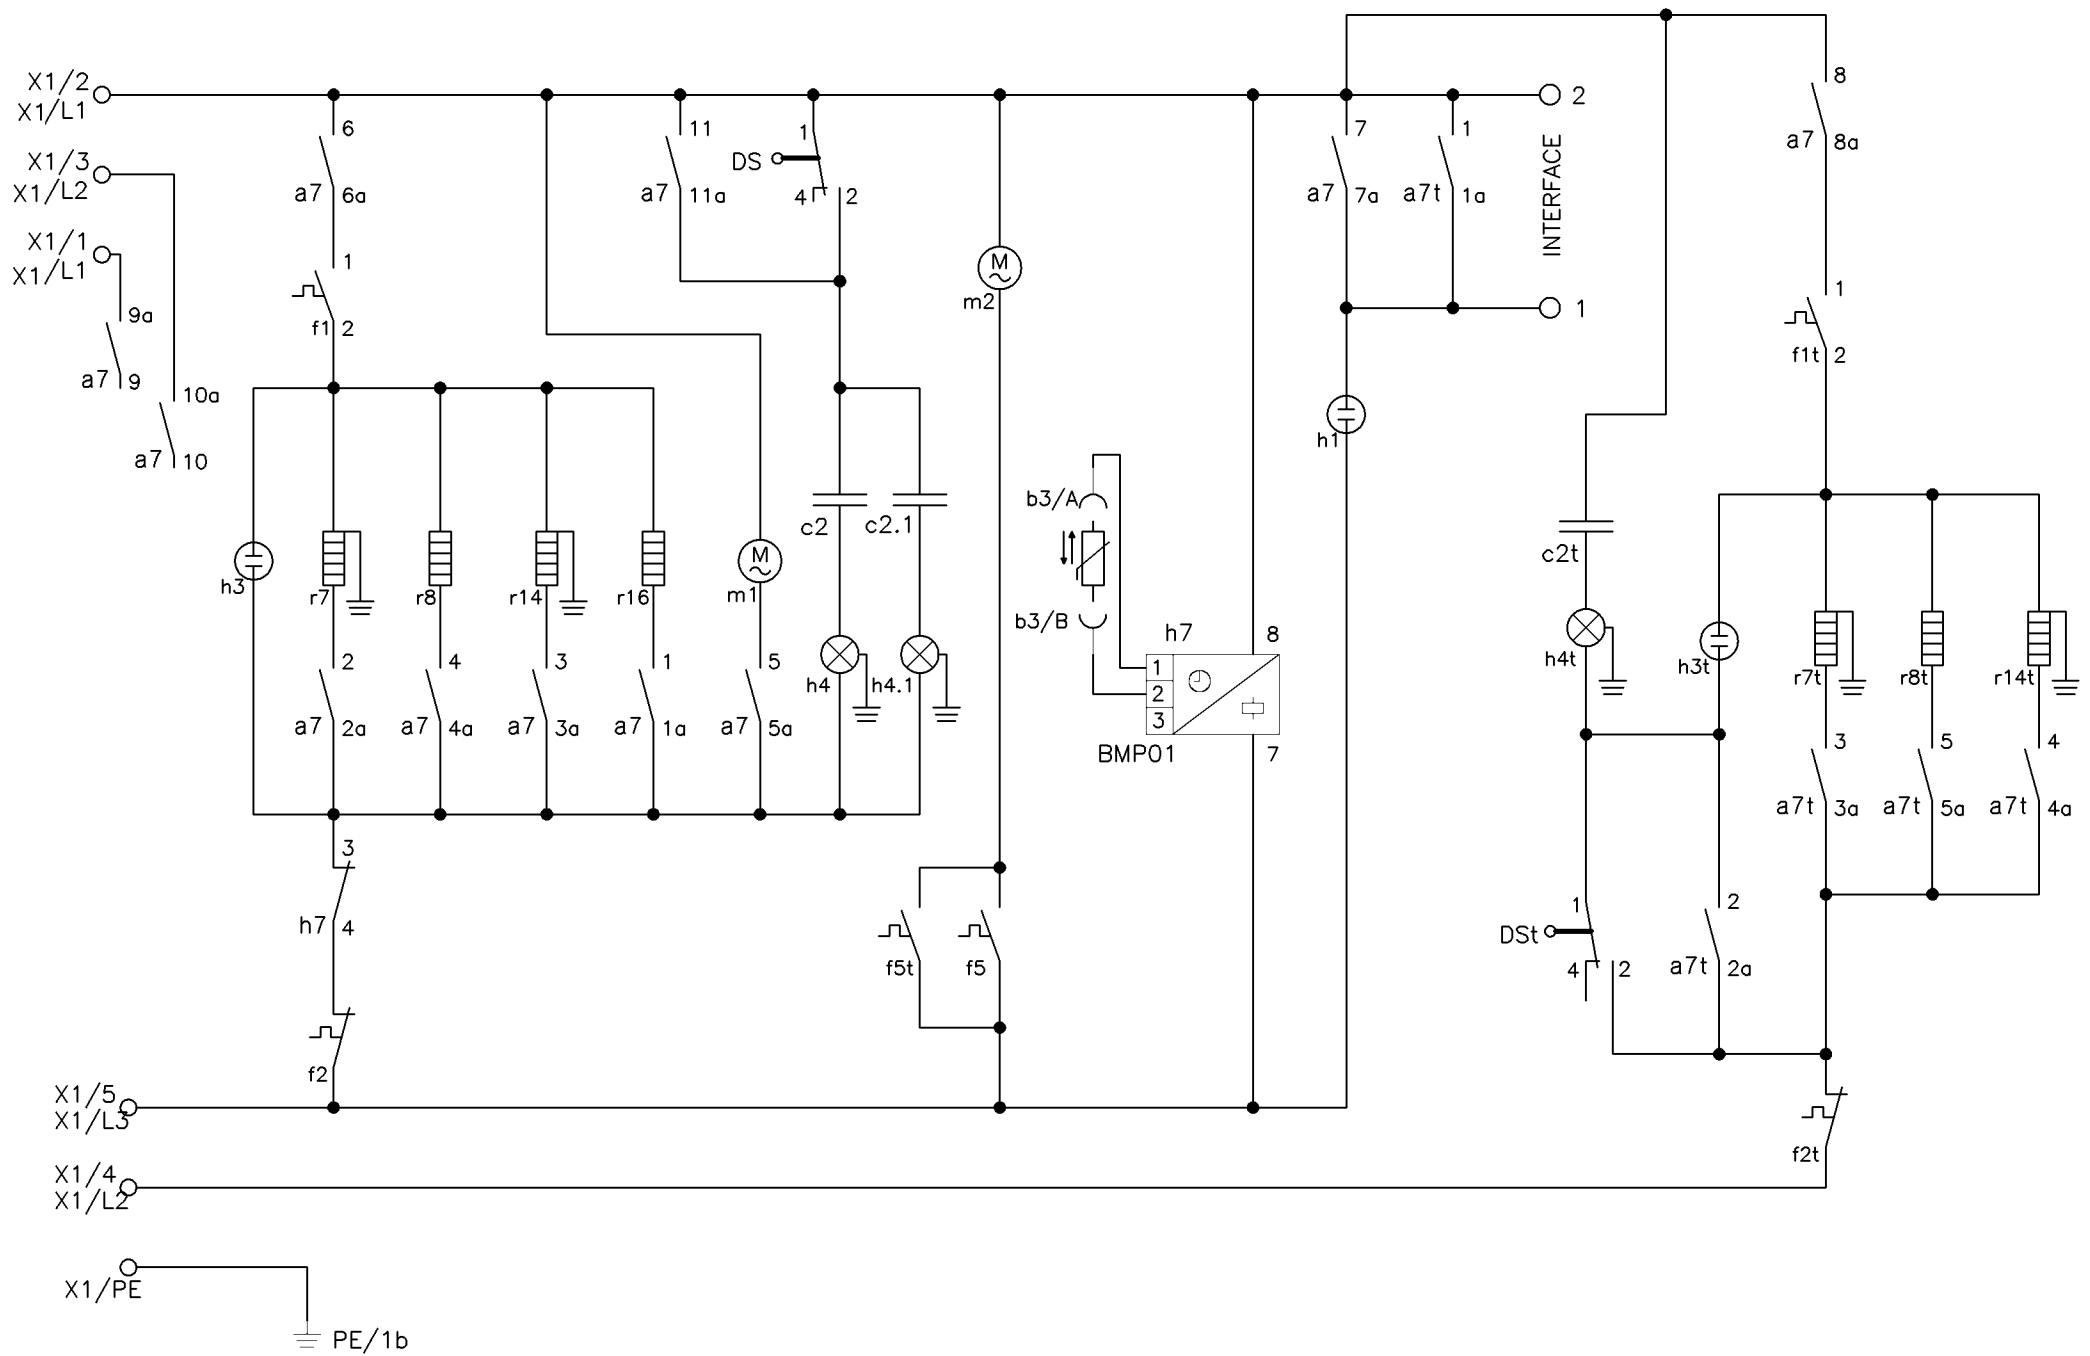 X1/2
X1/L1
X1/3
X1/L2
X1/1
X1/L1
9a
a7 9
10a
a7 10
6
a7 6a
1
f1 2
11
a7 11a
1
DS
4 2
M
m2
7
a7 7a
1
a7t 1a
2
INTERFACE
1
h1
8
a7 8a
1
f1t 2
h3
r7
r8
r14
r16
M
m1
c2
c2.1
h4
h4.1
2
a7 2a
4
a7 4a
3
a7 3a
1
a7 1a
5
a7 5a
b3/A
b3/B
h7
8
1
2
3
BMP01
7
c2t
h4t
h3t
r7t
r8t
r14t
3
a7t 3a
5
a7t 5a
4
a7t 4a
1
DSt
4 2
2
a7t 2a
3
h7 4
f2
f5t
f5
f2t
X1/5
X1/L3
X1/4
X1/L2
X1/PE
PE/1b